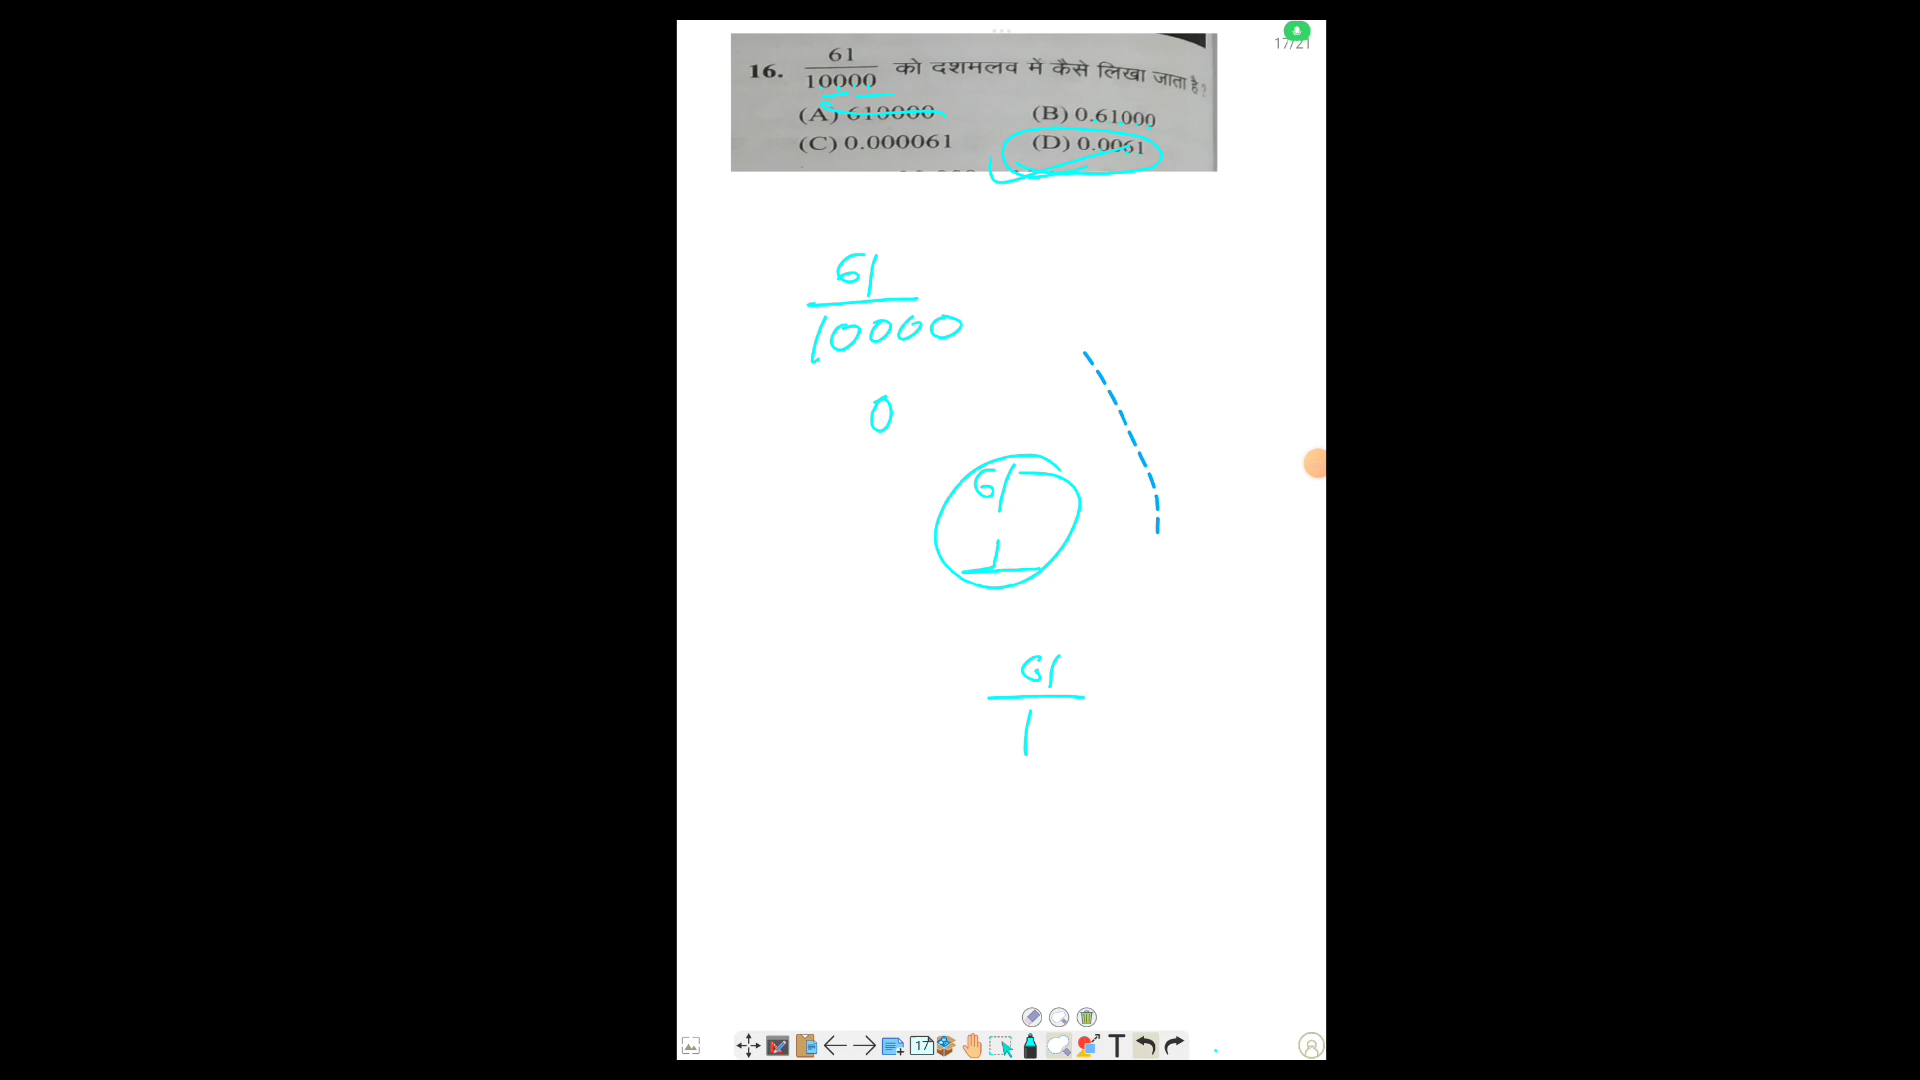 17/21
16. 61/10000 को दशमलव में कैसे लिखा जाता है?
(A) 610000 (B) 0.61000
(C) 0.000061 (D) 0.0061
61
10000
0
61
1
61
1
17 T